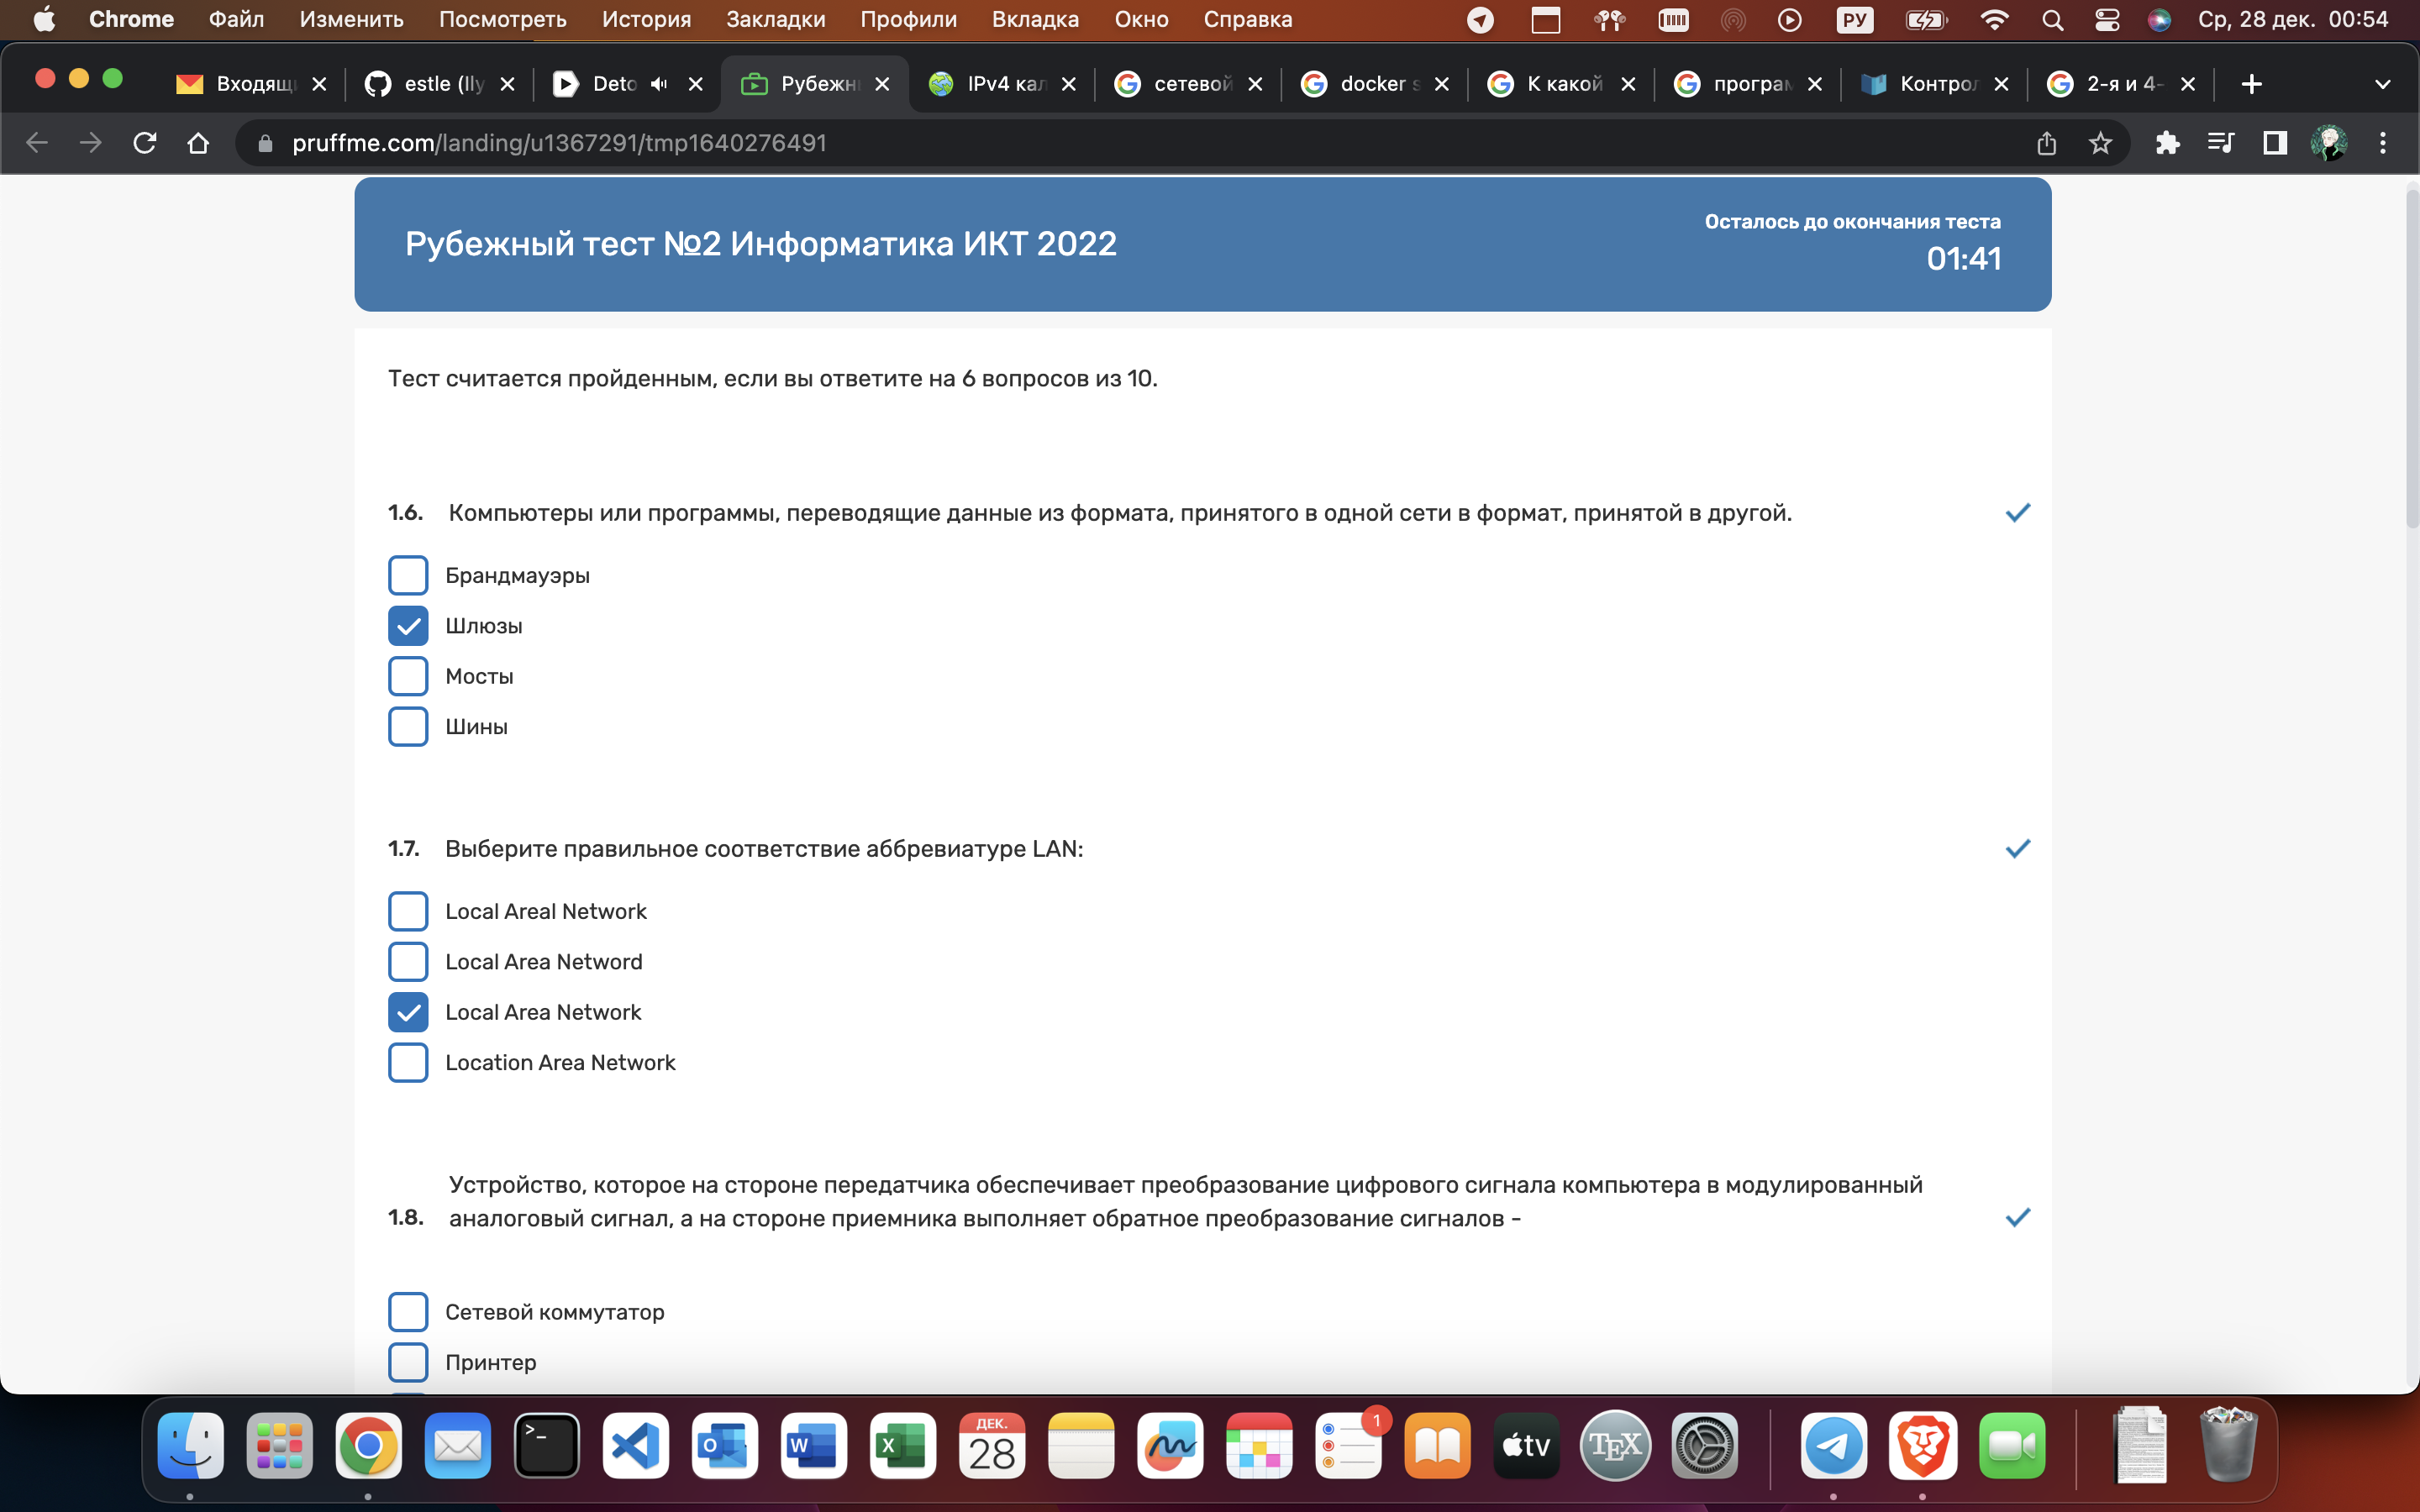 Chrome Файл Изменить Посмотреть История Закладки Профили Вкладка Окно Справка РУ Ср, 28 дек. 00:54
Входящи estle (Ily Deto Рубежн IPv4 кал сетевой docker s К какой програм Контрол 2-я и 4-
pruffme.com/landing/u1367291/tmp1640276491
Рубежный тест №2 Информатика ИКТ 2022
Осталось до окончания теста
01:41
Тест считается пройденным, если вы ответите на 6 вопросов из 10.
1.6. Компьютеры или программы, переводящие данные из формата, принятого в одной сети в формат, принятой в другой.
Брандмауэры
Шлюзы
Мосты
Шины
1.7. Выберите правильное соответствие аббревиатуре LAN:
Local Areal Network
Local Area Netword
Local Area Network
Location Area Network
1.8. Устройство, которое на стороне передатчика обеспечивает преобразование цифрового сигнала компьютера в модулированный
аналоговый сигнал, а на стороне приемника выполняет обратное преобразование сигналов -
Сетевой коммутатор
Принтер
ДЕК.
28
1
tv
TEX